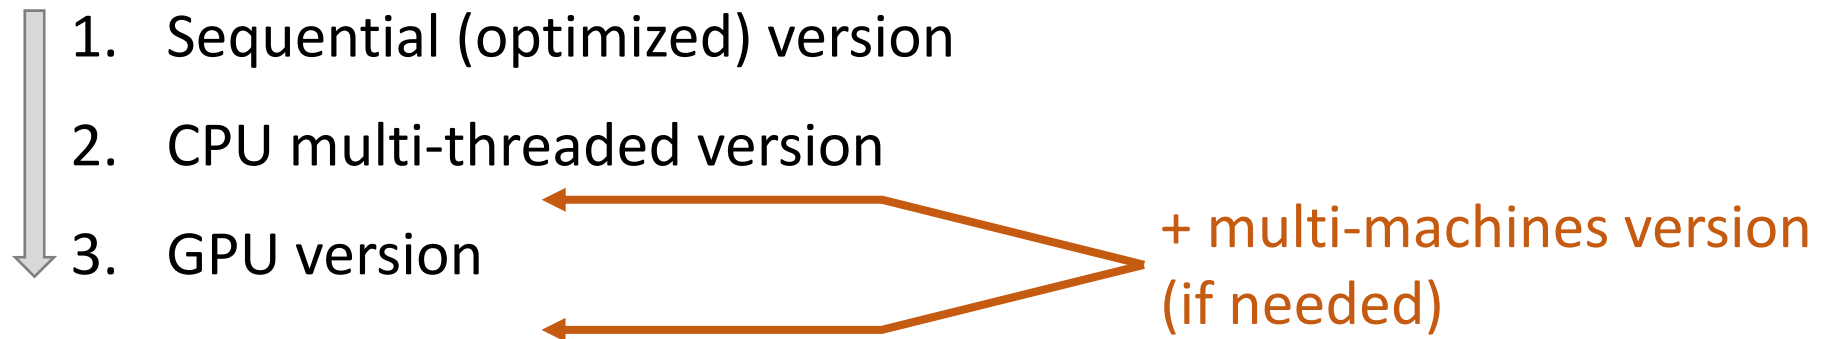 1. Sequential (optimized) version
2. CPU multi-threaded version
3. GPU version
+ multi-machines version
(if needed)